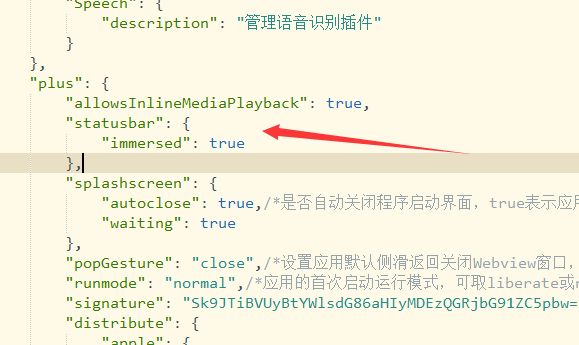 "Speech": {
"description": "管理语音识别插件"
}
},
"plus": {
"allowsInlineMediaPlayback": true,
"statusbar": {
"immersed": true
},
"splashscreen": {
"autoclose": true,/*是否自动关闭程序启动界面，true表示应用
"waiting": true
},
"popGesture": "close",/*设置应用默认侧滑返回关闭Webview窗口，
"runmode": "normal",/*应用的首次启动运行模式，可取liberate或
"signature": "Sk9JTiBVUyBtYWlsdG86aHIyMDEzQGRjbG91ZC5pbw=
"distribute": {
"apple": {